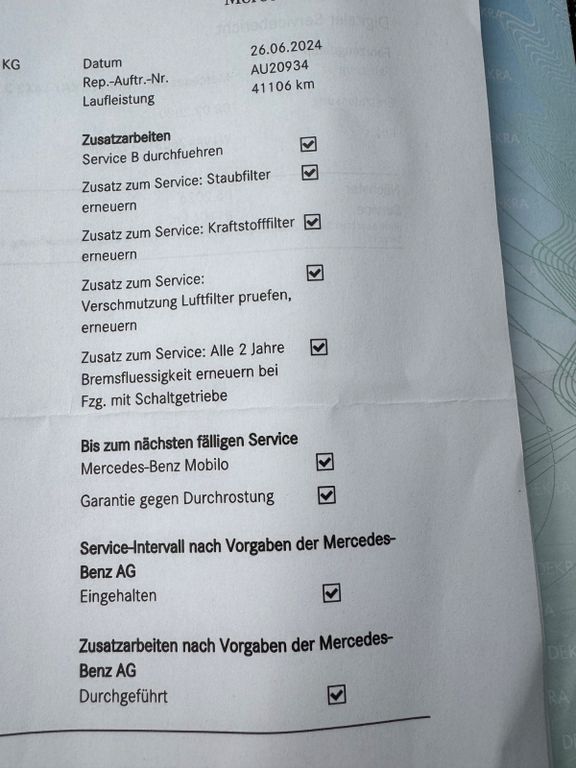 KG
Datum 26.06.2024
Rep.-Auftr.-Nr. AU20934
Laufleistung 41106 km
Zusatzarbeiten
Service B durchfuehren
Zusatz zum Service: Staubfilter
erneuern
Zusatz zum Service: Kraftstofffilter
erneuern
Zusatz zum Service:
Verschmutzung Luftfilter pruefen,
erneuern
Zusatz zum Service: Alle 2 Jahre
Bremsfluessigkeit erneuern bei
Fzg. mit Schaltgetriebe
Bis zum nächsten fälligen Service
Mercedes-Benz Mobilo
Garantie gegen Durchrostung
Service-Intervall nach Vorgaben der Mercedes-
Benz AG
Eingehalten
Zusatzarbeiten nach Vorgaben der Mercedes-
Benz AG
Durchgeführt
DEKRA